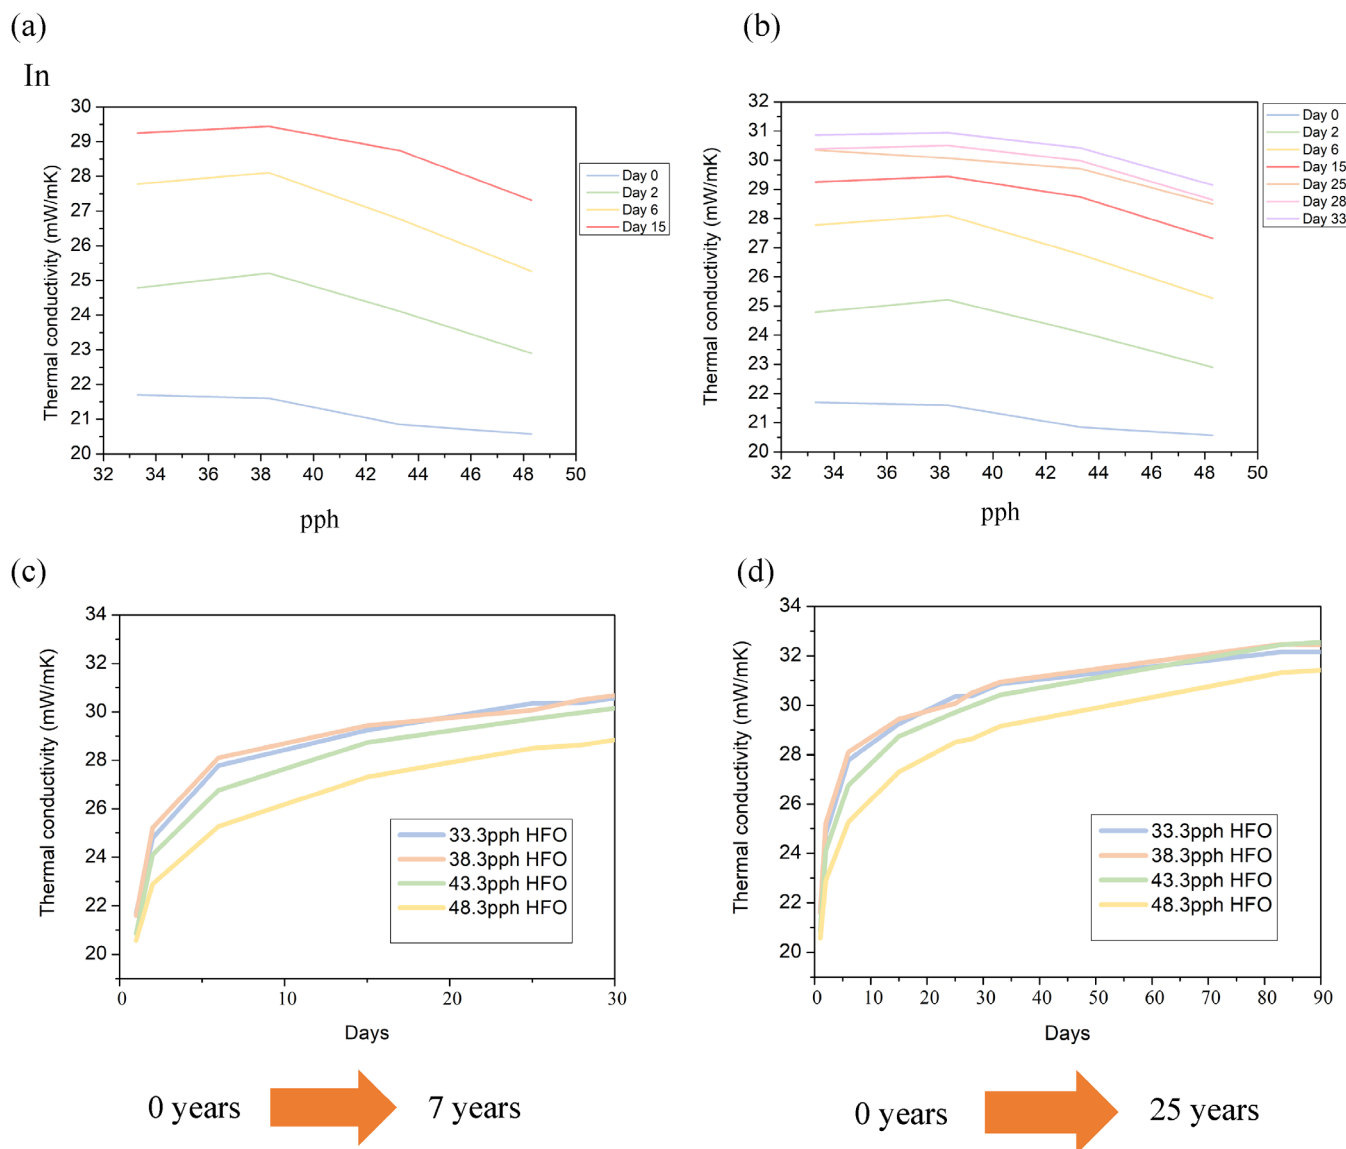 (a)
In
Thermal conductivity (mW/mK)
30
29
28
27
26
25
24
23
22
21
20
32 34 36 38 40 42 44 46 48 50
pph
Day 0
Day 2
Day 6
Day 15
(b)
Thermal conductivity (mW/mK)
32
31
30
29
28
27
26
25
24
23
22
21
20
32 34 36 38 40 42 44 46 48 50
pph
Day 0
Day 2
Day 6
Day 15
Day 25
Day 28
Day 33
(c)
Thermal conductivity (mW/mK)
34
32
30
28
26
24
22
20
0 10 20 30
Days
33.3pph HFO
38.3pph HFO
43.3pph HFO
48.3pph HFO
0 years 7 years
(d)
Thermal conductivity (mW/mK)
34
32
30
28
26
24
22
20
0 10 20 30 40 50 60 70 80 90
Days
33.3pph HFO
38.3pph HFO
43.3pph HFO
48.3pph HFO
0 years 25 years